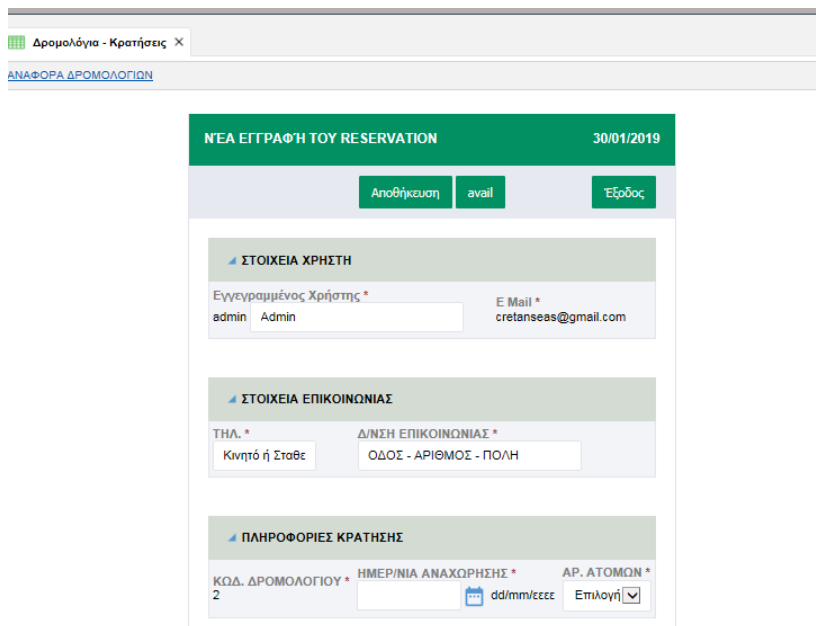 Δρομολόγια - Κρατήσεις ×
ΑΝΑΦΟΡΑ ΔΡΟΜΟΛΟΓΙΩΝ
ΝΈΑ ΕΓΓΡΑΦΉ ΤΟΥ RESERVATION 30/01/2019
Αποθήκευση avail Έξοδος
ΣΤΟΙΧΕΙΑ ΧΡΗΣΤΗ
Εγγεγραμμένος Χρήστης * E Mail *
admin Admin cretanseas@gmail.com
ΣΤΟΙΧΕΙΑ ΕΠΙΚΟΙΝΩΝΙΑΣ
ΤΗΛ. * Δ/ΝΣΗ ΕΠΙΚΟΙΝΩΝΙΑΣ *
Κινητό ή Σταθε ΟΔΟΣ - ΑΡΙΘΜΟΣ - ΠΟΛΗ
ΠΛΗΡΟΦΟΡΙΕΣ ΚΡΑΤΗΣΗΣ
ΚΩΔ. ΔΡΟΜΟΛΟΓΙΟΥ * ΗΜΕΡ/ΝΙΑ ΑΝΑΧΩΡΗΣΗΣ * ΑΡ. ΑΤΟΜΩΝ *
2 dd/mm/εεεε Επιλογή